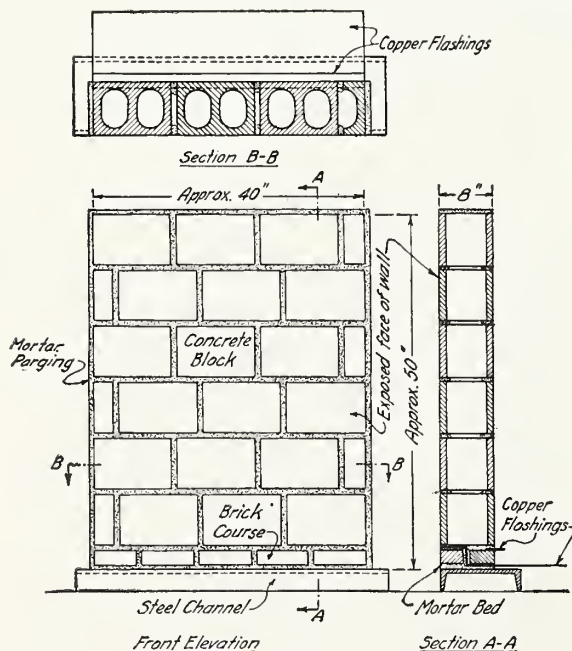 Copper Flashings
Section B-B
Approx. 40"
A
8"
Mortar
Parging
Concrete
Block
Exposed face of wall
Approx. 50"
B
B
Brick
Course
Copper
Flashings
Steel Channel
A
Mortar Bed
Front Elevation
Section A-A